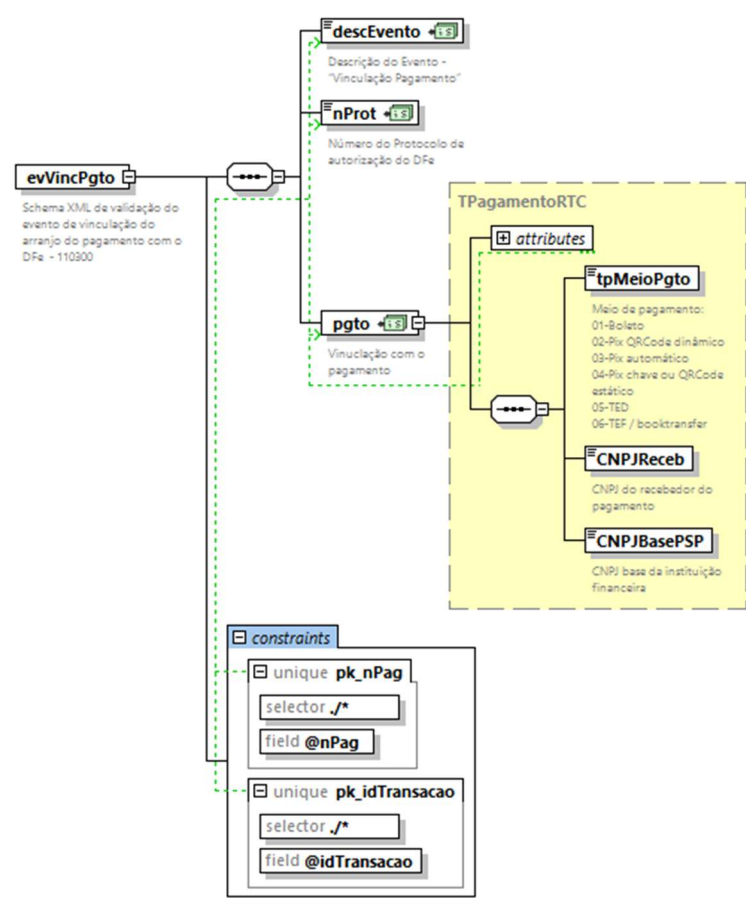 descEvento
Descrição do Evento -
"Vinculação Pagamento"
nProt
Número do Protocolo de
autorização do DFe
evVincPgto
Schema XML de validação do
evento de vinculação do
arranjo do pagamento com o
DFe - 110300
pgto
Vinuclação com o
pagamento
TPagamentoRTC
attributes
tpMeioPgto
Meio de pagamento:
01-Boleto
02-Pix QRCode dinâmico
03-Pix automático
04-Pix chave ou QRCode
estático
05-TED
06-TEF / booktransfer
CNPJReceb
CNPJ do recebedor do
pagamento
CNPJBasePSP
CNPJ base da instituição
financeira
constraints
unique pk_nPag
selector ./*
field @nPag
unique pk_idTransacao
selector ./*
field @idTransacao